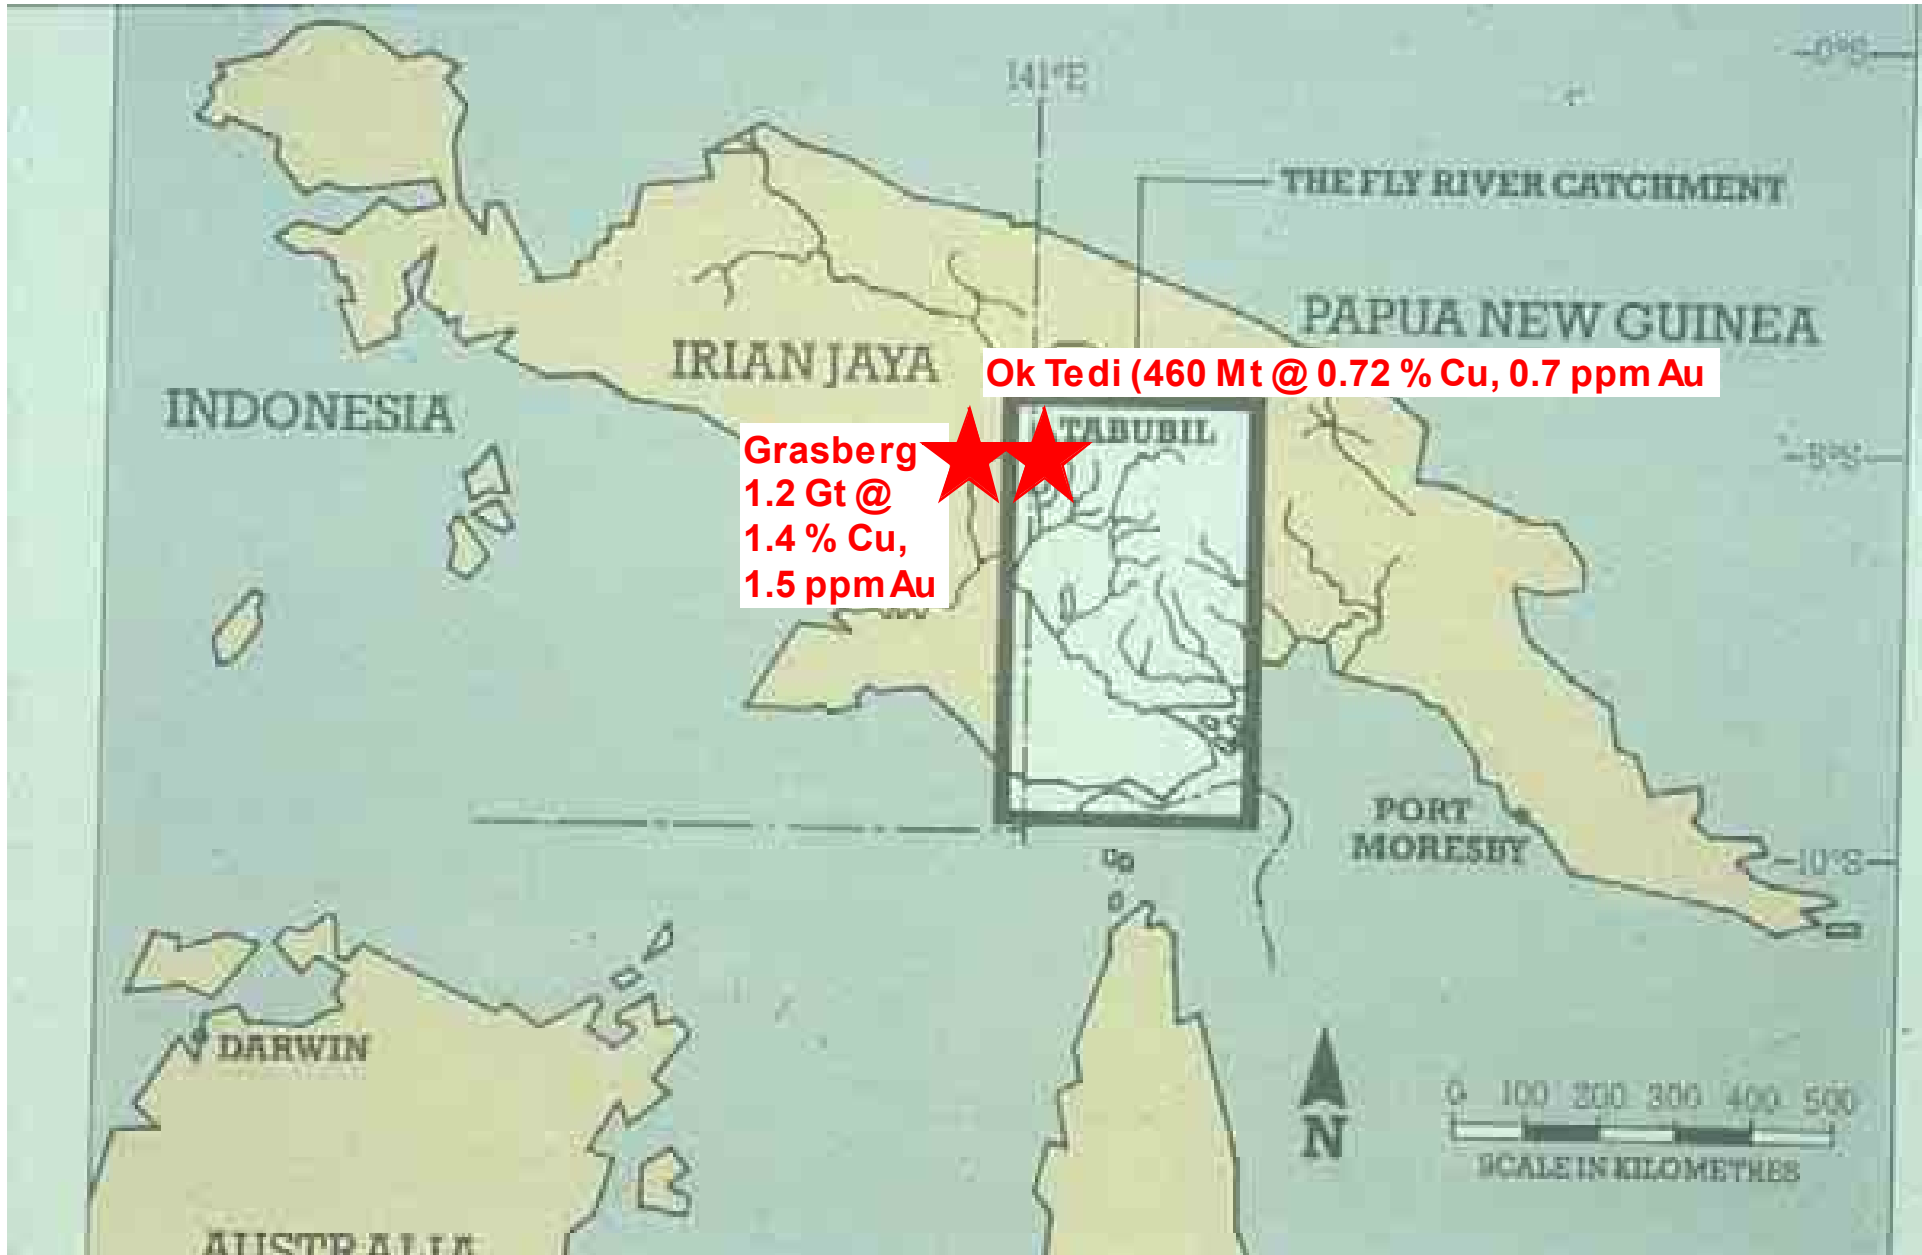 0°S
141°E
THE FLY RIVER CATCHMENT
PAPUA NEW GUINEA
IRIAN JAYA
Ok Tedi (460 Mt @ 0.72 % Cu, 0.7 ppm Au
INDONESIA
TABUBIL
Grasberg
1.2 Gt @
1.4 % Cu,
1.5 ppm Au
5°S
PORT
MORESBY
10°S
DARWIN
N
0 100 200 300 400 500
SCALE IN KILOMETRES
AUSTRALIA